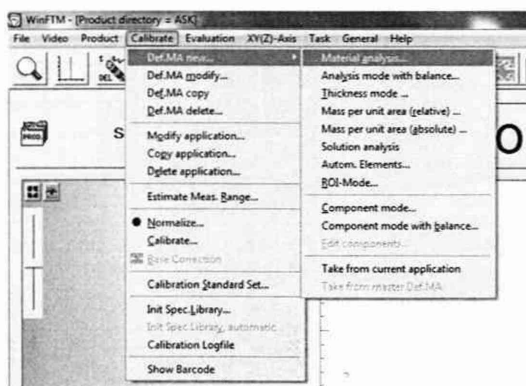 WinFTM - [Product directory = ASK]
File Video Product Calibrate Evaluation XY(Z)-Axis Task General Help
DEL
PROD.
S
O
Def.MA new...
Def.MA modify...
Def.MA copy
Def.MA delete...
Modify application...
Copy application...
Delete application...
Estimate Meas. Range...
Normalize...
Calibrate...
Base Correction
Calibration Standard Set...
Init Spec.Library...
Init Spec Library, automatic
Calibration Logfile
Show Barcode
Material analysis...
Analysis mode with balance...
Thickness mode ...
Mass per unit area (relative) ...
Mass per unit area (absolute) ...
Solution analysis
Autom. Elements...
ROI-Mode...
Component mode...
Component mode with balance...
Edit components...
Take from current application
Take from master Def.MA